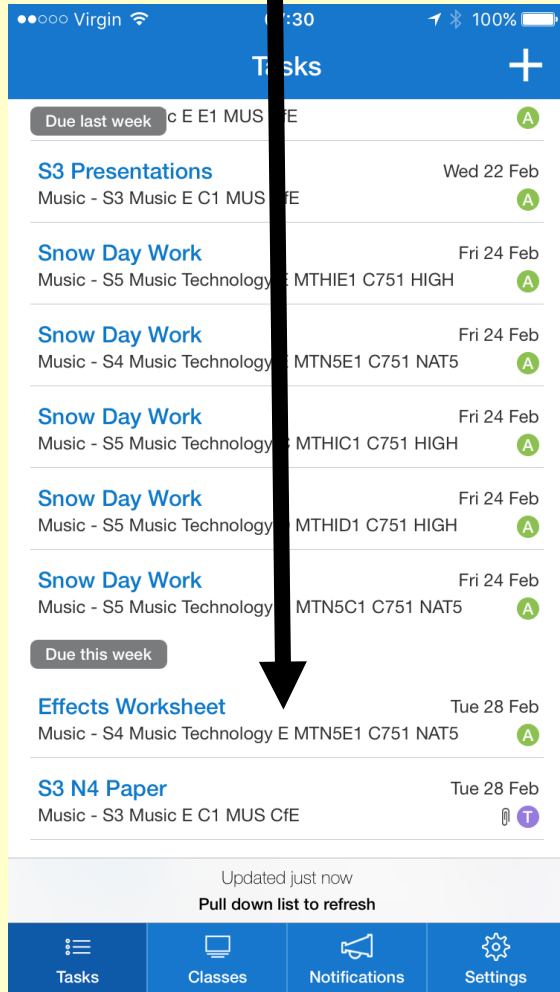 Virgin :30 100%
Tasks
Due last week c E E1 MUS fE A
S3 Presentations Wed 22 Feb
Music - S3 Music E C1 MUS fE A
Snow Day Work Fri 24 Feb
Music - S5 Music Technology MTHIE1 C751 HIGH A
Snow Day Work Fri 24 Feb
Music - S4 Music Technology MTN5E1 C751 NAT5 A
Snow Day Work Fri 24 Feb
Music - S5 Music Technology MTHIC1 C751 HIGH A
Snow Day Work Fri 24 Feb
Music - S5 Music Technology MTHID1 C751 HIGH A
Snow Day Work Fri 24 Feb
Music - S5 Music Technology MTN5C1 C751 NAT5 A
Due this week
Effects Worksheet Tue 28 Feb
Music - S4 Music Technology E MTN5E1 C751 NAT5 A
S3 N4 Paper Tue 28 Feb
Music - S3 Music E C1 MUS CfE T
Updated just now
Pull down list to refresh
Tasks Classes Notifications Settings